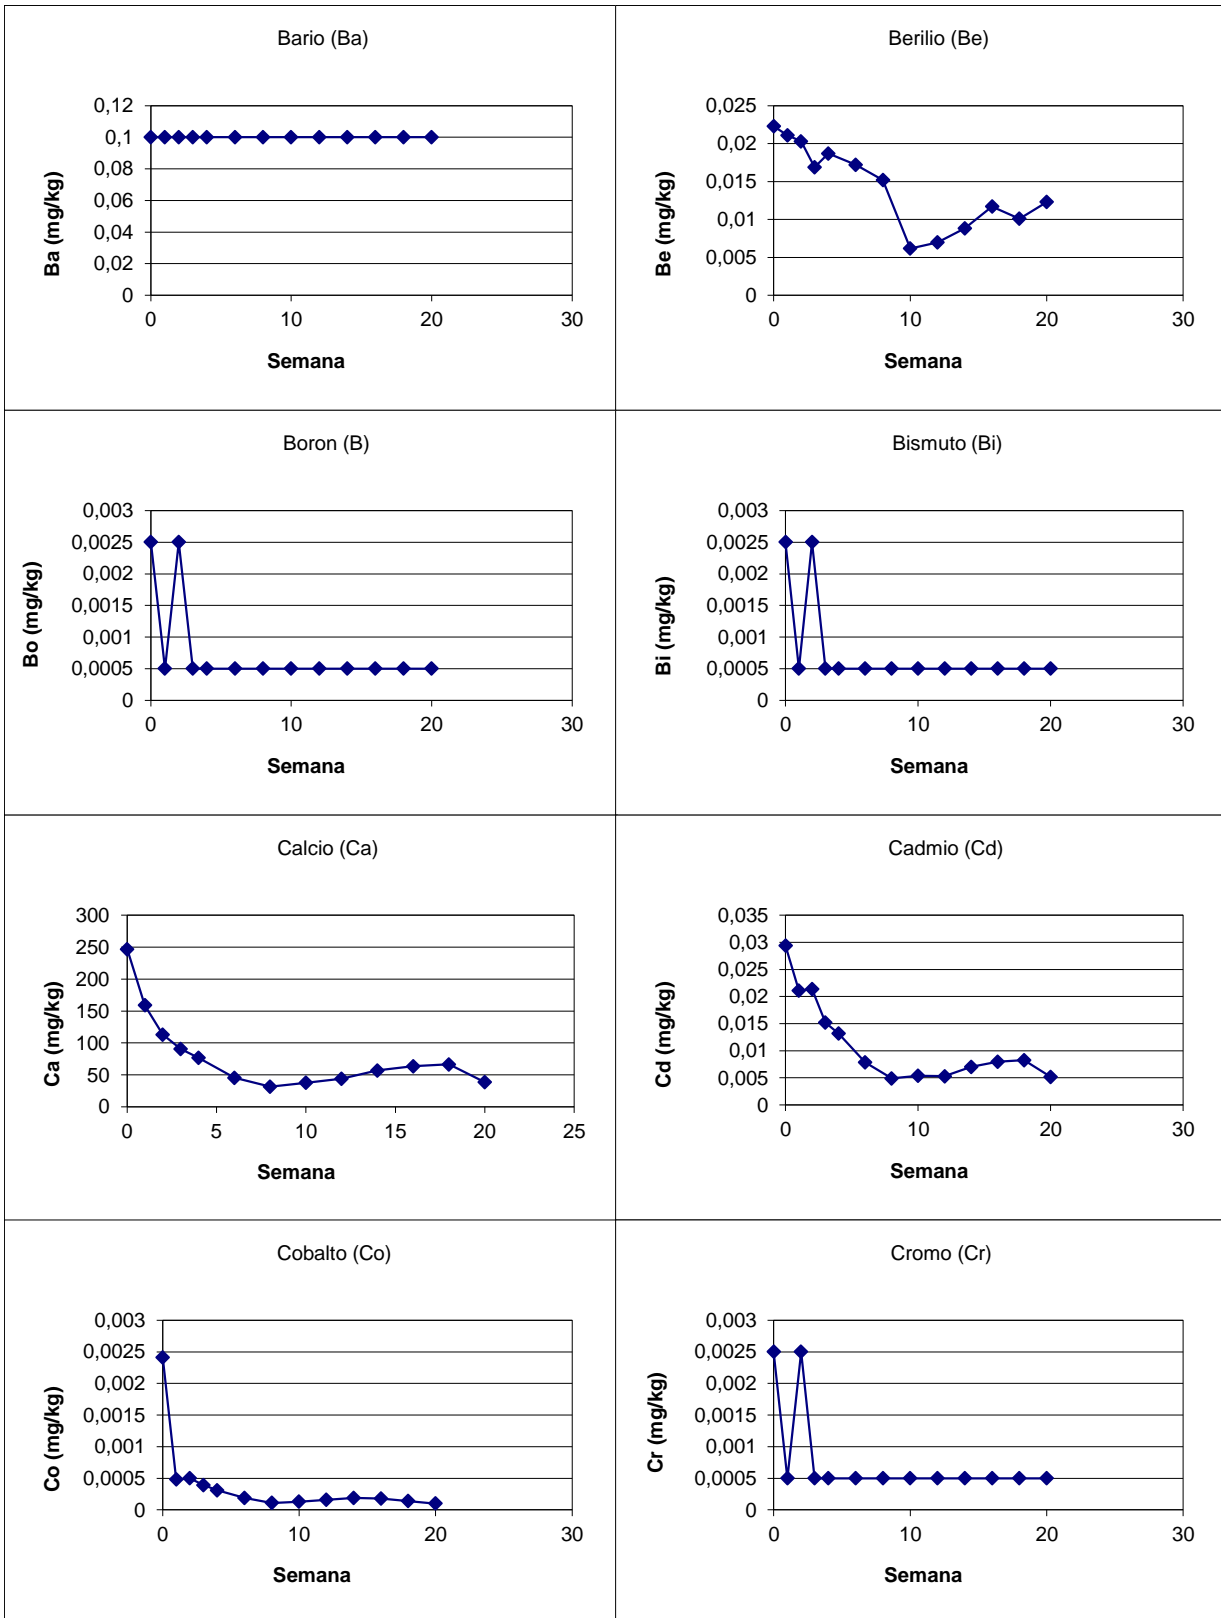 Bario (Ba)
0,12
0,1
0,08
0,06
0,04
0,02
0
0 10 20 30
Ba (mg/kg)
Semana
Berilio (Be)
0,025
0,02
0,015
0,01
0,005
0
0 10 20 30
Be (mg/kg)
Semana
Boron (B)
0,003
0,0025
0,002
0,0015
0,001
0,0005
0
0 10 20 30
Bo (mg/kg)
Semana
Bismuto (Bi)
0,003
0,0025
0,002
0,0015
0,001
0,0005
0
0 10 20 30
Bi (mg/kg)
Semana
Calcio (Ca)
300
250
200
150
100
50
0
0 5 10 15 20 25
Ca (mg/kg)
Semana
Cadmio (Cd)
0,035
0,03
0,025
0,02
0,015
0,01
0,005
0
0 10 20 30
Cd (mg/kg)
Semana
Cobalto (Co)
0,003
0,0025
0,002
0,0015
0,001
0,0005
0
0 10 20 30
Co (mg/kg)
Semana
Cromo (Cr)
0,003
0,0025
0,002
0,0015
0,001
0,0005
0
0 10 20 30
Cr (mg/kg)
Semana